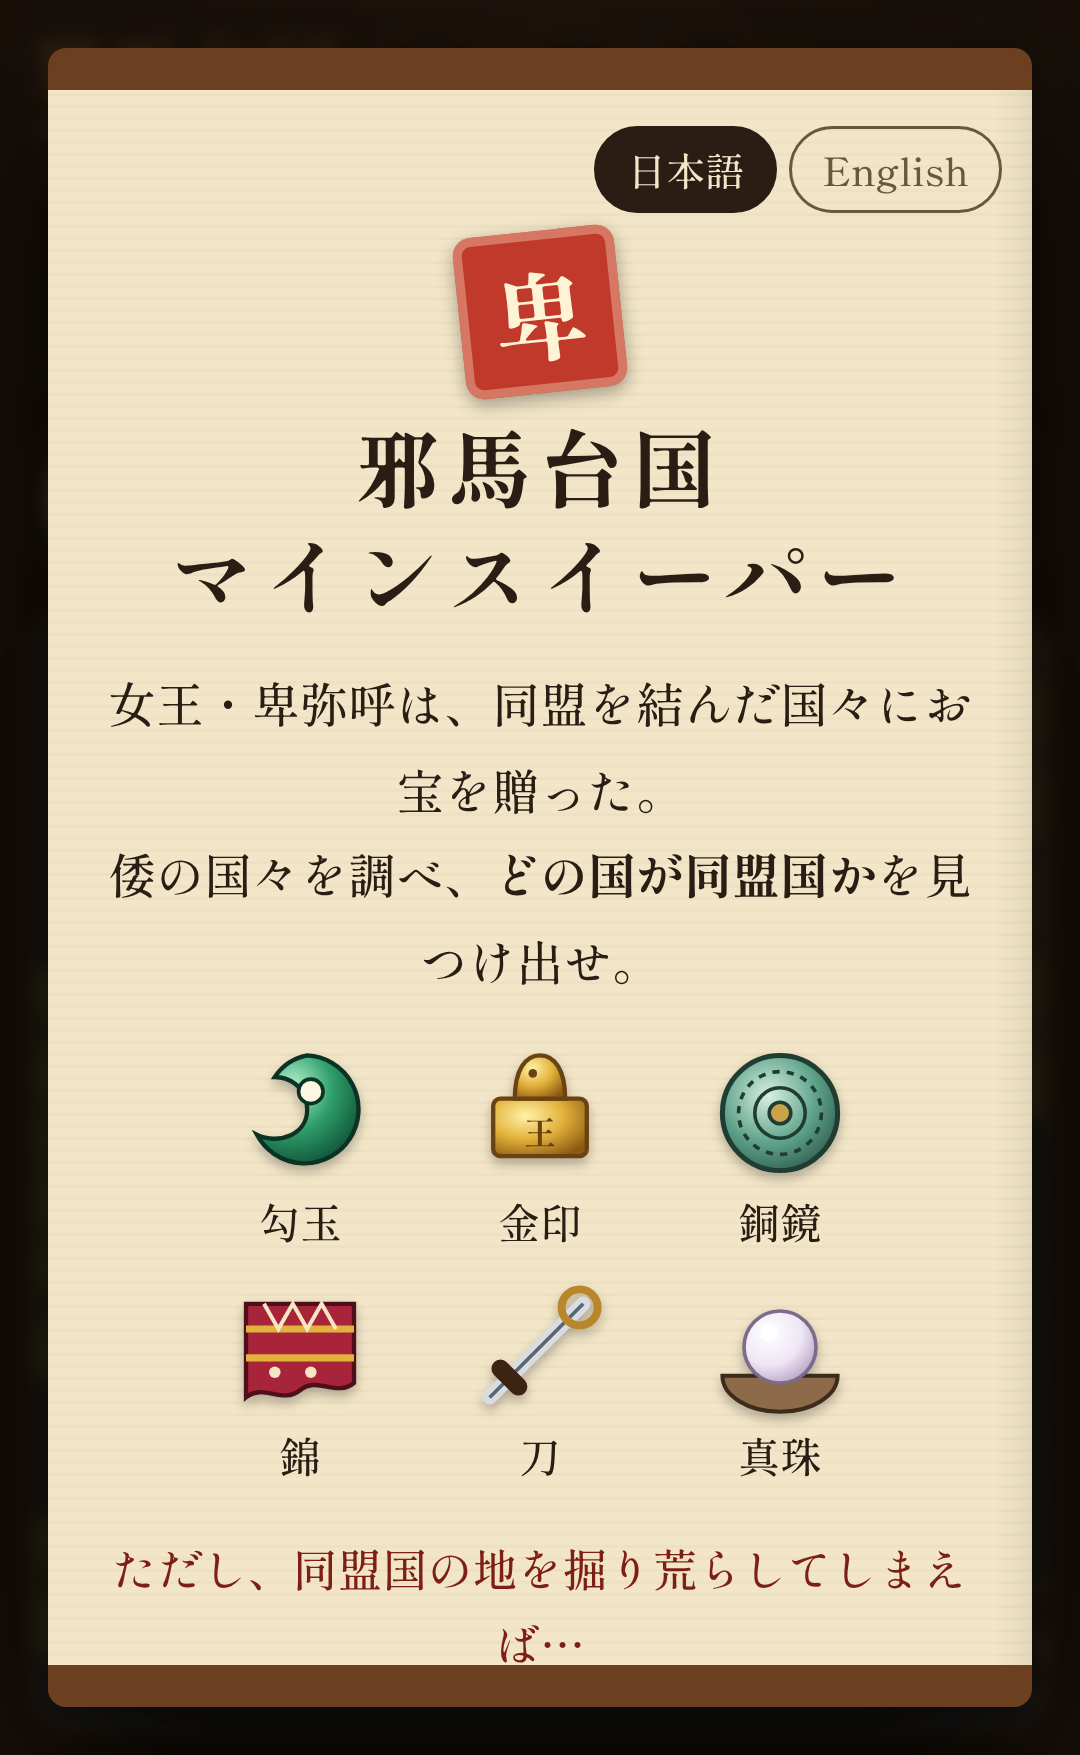 日本語
English
卑
邪馬台国
マインスイーパー
女王・卑弥呼は、同盟を結んだ国々にお
宝を贈った。
倭の国々を調べ、どの国が同盟国かを見
つけ出せ。
王
勾玉
金印
銅鏡
錦
刀
真珠
ただし、同盟国の地を掘り荒らしてしまえ
ば…